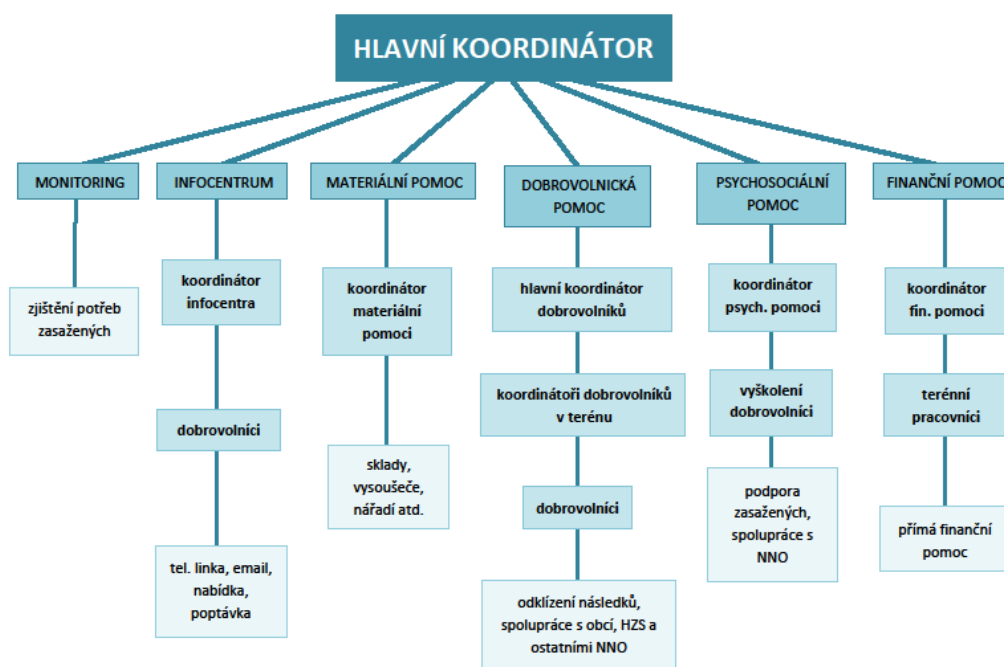 HLAVNÍ KOORDINÁTOR
MONITORING
zjištění potřeb
zasažených
INFOCENTRUM
koordinátor
infocentra
dobrovolníci
tel. linka, email,
nabídka,
poptávka
MATERIÁLNÍ POMOC
koordinátor
materiální
pomoci
sklady,
vysoušeče,
nářadí atd.
DOBROVOLNICKÁ
POMOC
hlavní koordinátor
dobrovolníků
koordinátoři dobrovolníků
v terénu
dobrovolníci
odklízení následků,
spolupráce s obcí, HZS a
ostatními NNO
PSYCHOSOCIÁLNÍ
POMOC
koordinátor
psych. pomoci
vyškolení
dobrovolníci
podpora
zasažených,
spolupráce s
NNO
FINANČNÍ POMOC
koordinátor
fin. pomoci
terénní
pracovníci
přímá finanční
pomoc